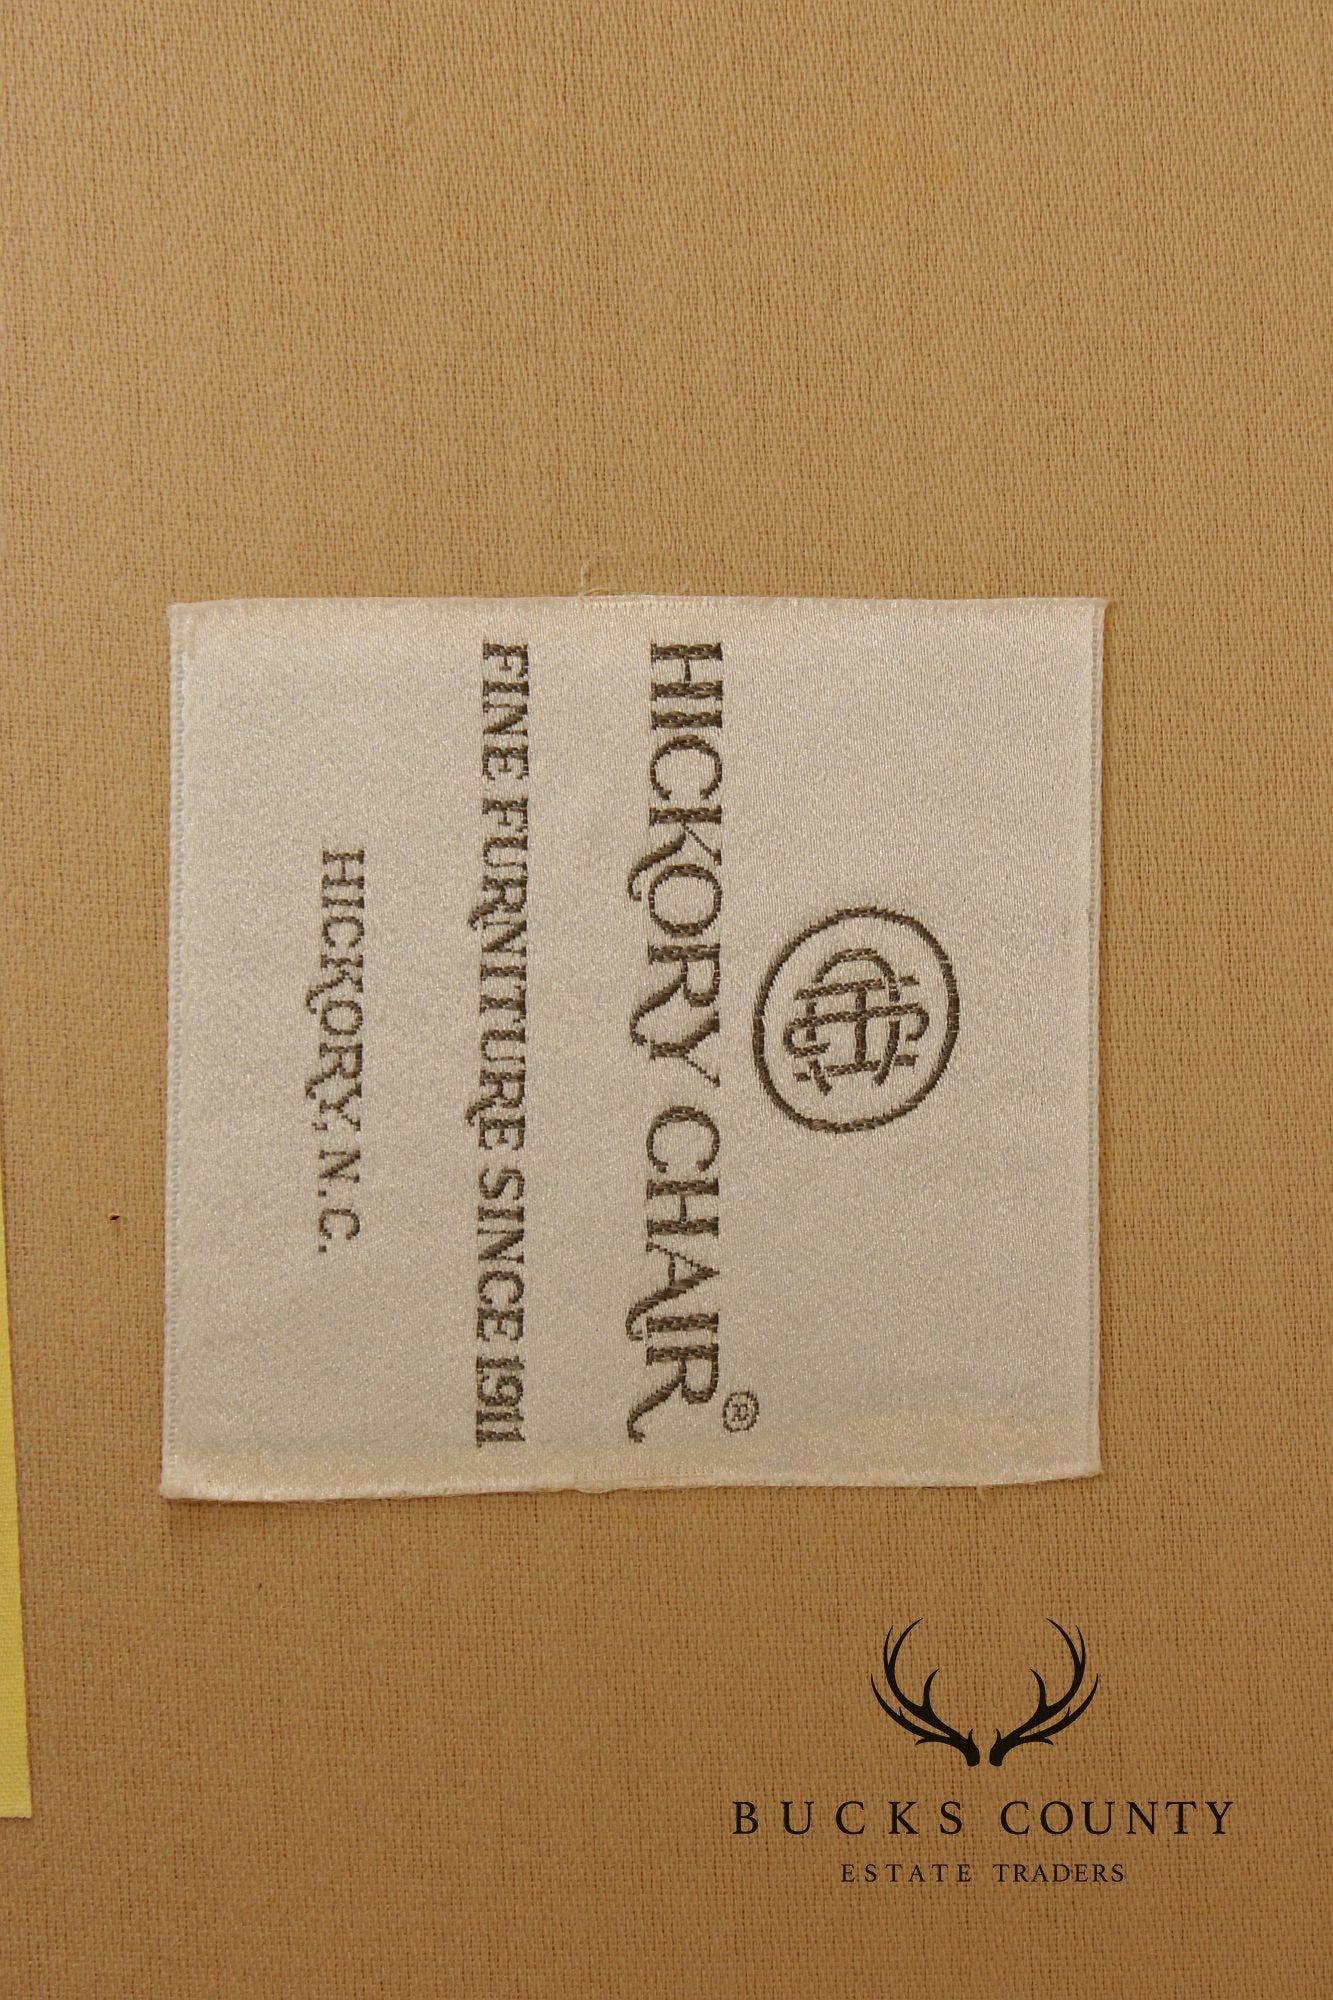 HICKORY CHAIR®
FINE FURNITURE SINCE 1911
HICKORY, N.C.
BUCKS COUNTY
ESTATE TRADERS